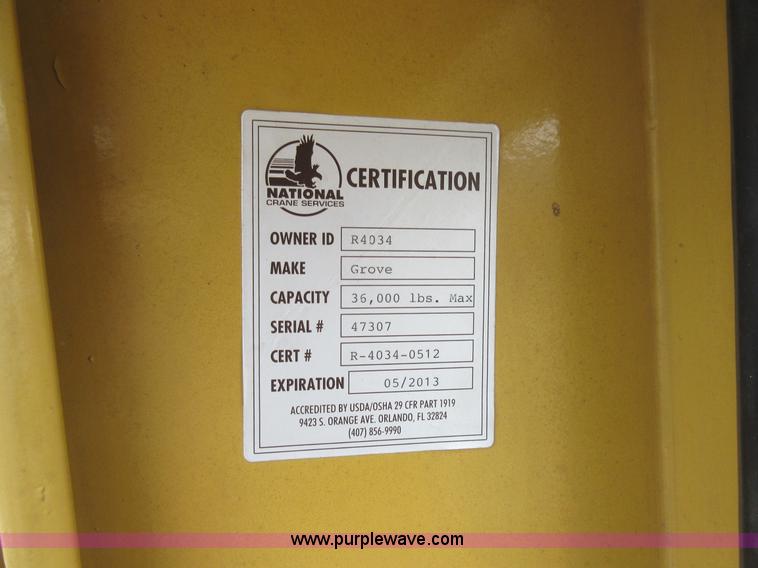 NATIONAL
CRANE SERVICES
CERTIFICATION
OWNER ID R4034
MAKE Grove
CAPACITY 36,000 lbs. Max
SERIAL # 47307
CERT # R-4034-0512
EXPIRATION 05/2013
ACCREDITED BY USDA/OSHA 29 CFR PART 1919
9423 S. ORANGE AVE. ORLANDO, FL 32824
(407) 856-9990
www.purplewave.com